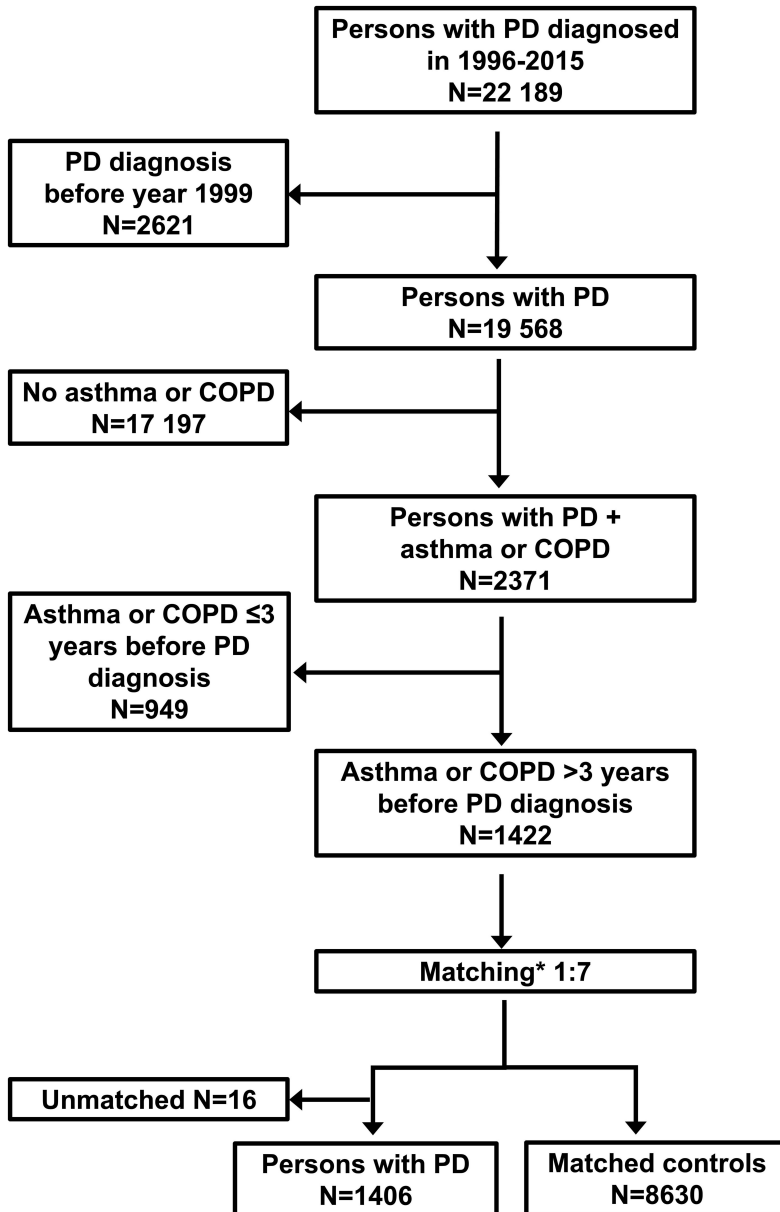 Persons with PD diagnosed
in 1996-2015
N=22 189
PD diagnosis
before year 1999
N=2621
Persons with PD
N=19 568
No asthma or COPD
N=17 197
Persons with PD +
asthma or COPD
N=2371
Asthma or COPD ≤3
years before PD
diagnosis
N=949
Asthma or COPD >3 years
before PD diagnosis
N=1422
Matching* 1:7
Unmatched N=16
Persons with PD
N=1406
Matched controls
N=8630